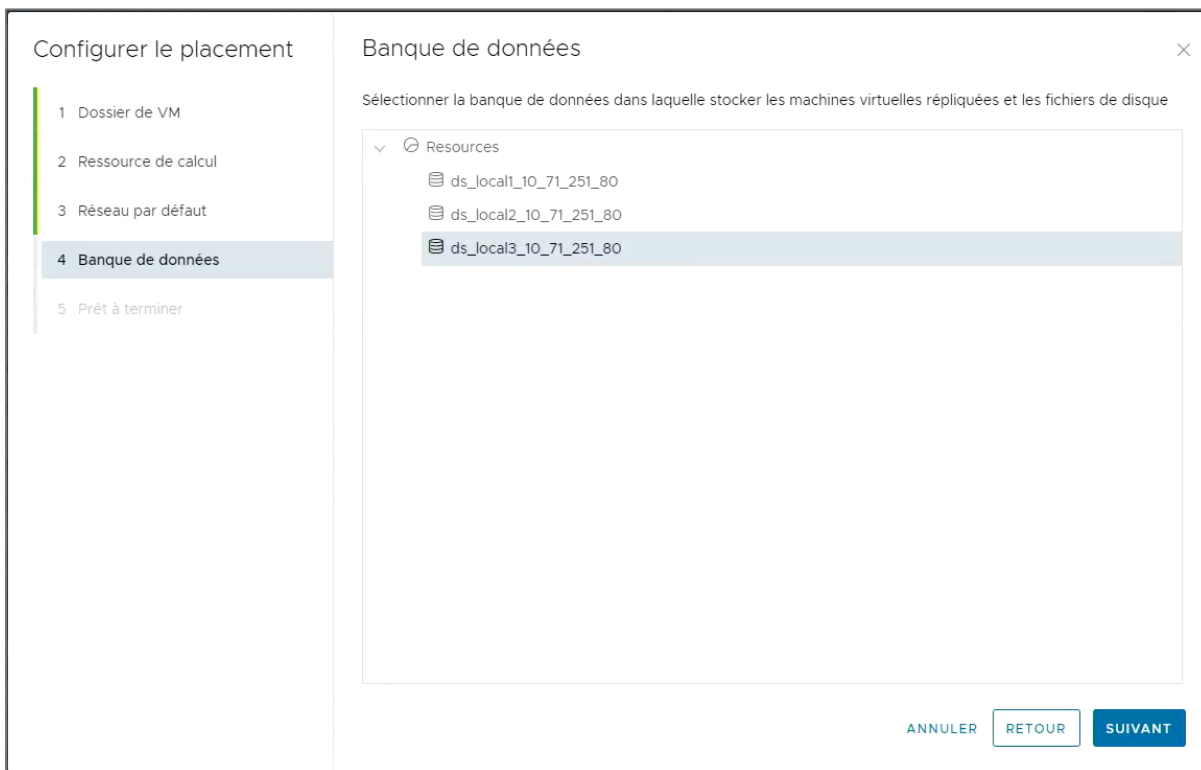 Configurer le placement
1 Dossier de VM
2 Ressource de calcul
3 Réseau par défaut
4 Banque de données
5 Prêt à terminer
Banque de données
Sélectionner la banque de données dans laquelle stocker les machines virtuelles répliquées et les fichiers de disque
Resources
ds_local1_10_71_251_80
ds_local2_10_71_251_80
ds_local3_10_71_251_80
ANNULER RETOUR SUIVANT